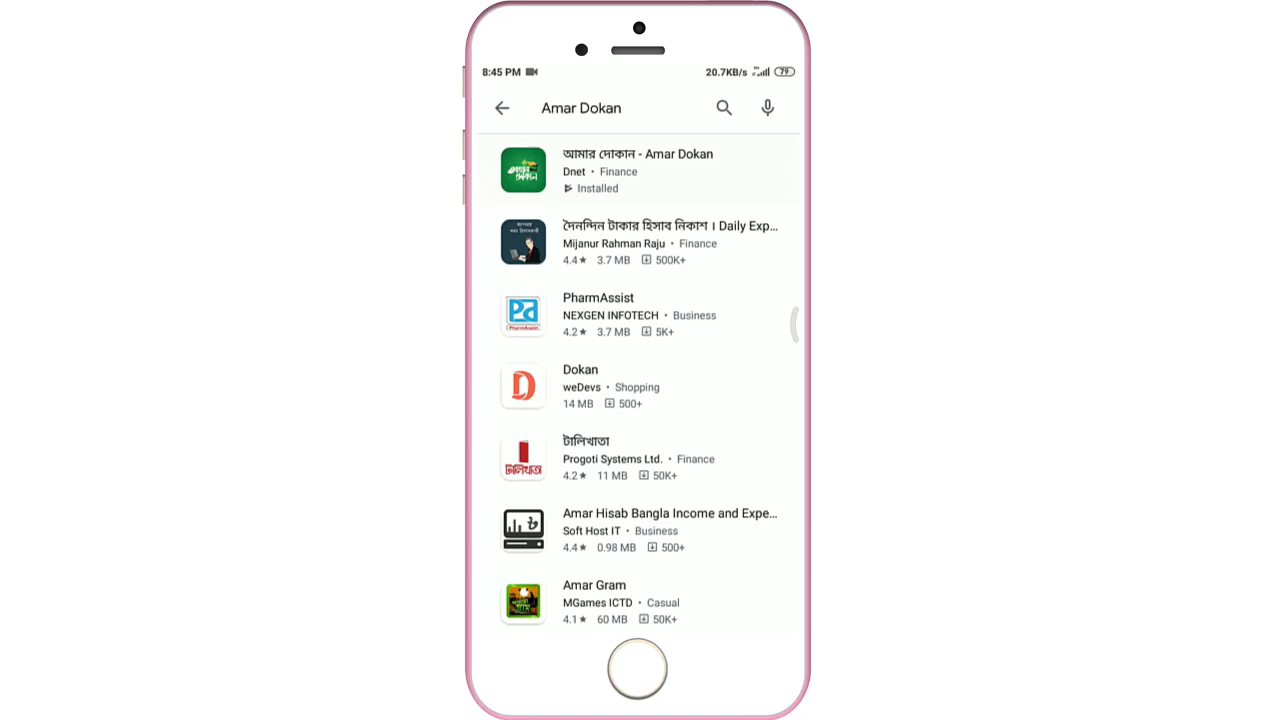 8:45 PM 20.7KB/s 79
Amar Dokan
আমার দোকান - Amar Dokan
Dnet • Finance
Installed
দৈনন্দিন টাকার হিসাব নিকাশ । Daily Exp...
Mijanur Rahman Raju • Finance
4.4★ 3.7 MB 500K+
PharmAssist
PharmAssist
NEXGEN INFOTECH • Business
4.2★ 3.7 MB 5K+
Dokan
weDevs • Shopping
14 MB 500+
টালিখাতা
টালিখাতা
Progoti Systems Ltd. • Finance
4.2★ 11 MB 50K+
Amar Hisab Bangla Income and Expe...
Soft Host IT • Business
4.4★ 0.98 MB 500+
Amar Gram
MGames ICTD • Casual
4.1★ 60 MB 50K+